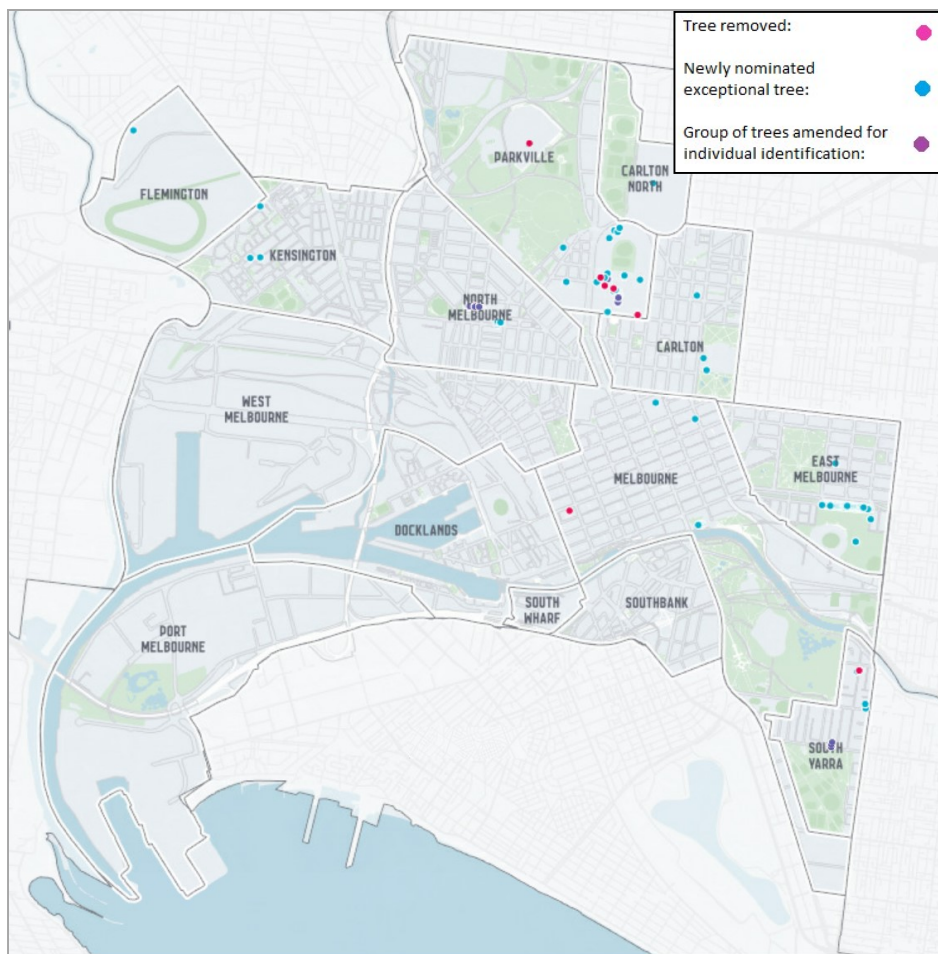 Tree removed:
Newly nominated
exceptional tree:
Group of trees amended for
individual identification:
PARKVILLE
CARLTON
NORTH
FLEMINGTON
KENSINGTON
NORTH
MELBOURNE
CARLTON
WEST
MELBOURNE
EAST
MELBOURNE
MELBOURNE
DOCKLANDS
SOUTH
WHARF
SOUTHBANK
PORT
MELBOURNE
SOUTH
YARRA